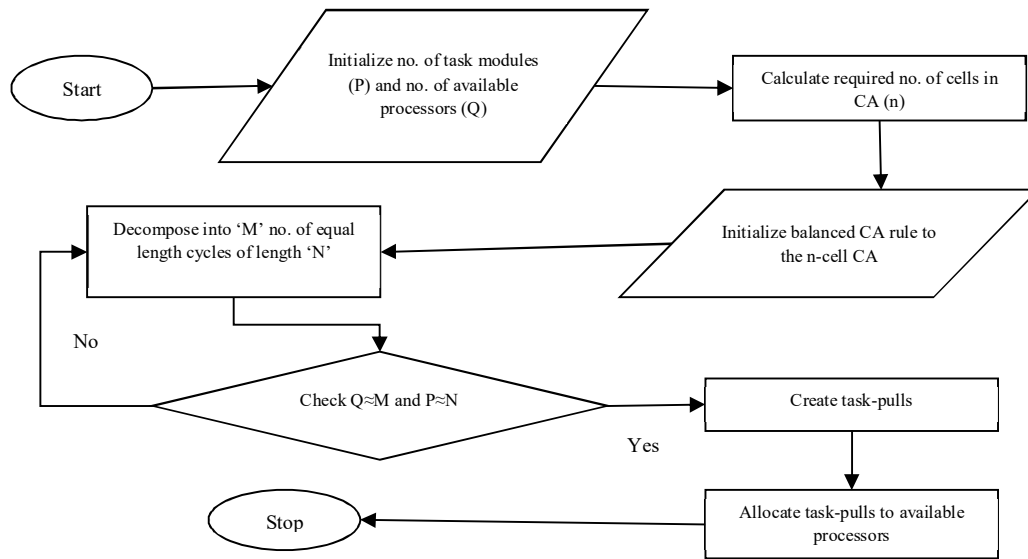 Start
Initialize no. of task modules
(P) and no. of available
processors (Q)
Calculate required no. of cells in
CA (n)
Initialize balanced CA rule to
the n-cell CA
Decompose into ‘M’ no. of equal
length cycles of length ‘N’
No
Check Q≈M and P≈N
Yes
Create task-pulls
Allocate task-pulls to available
processors
Stop